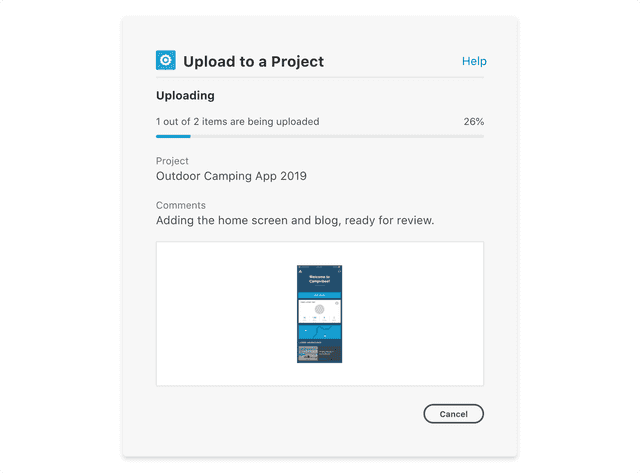 Upload to a Project
Help
Uploading
1 out of 2 items are being uploaded
26%
Project
Outdoor Camping App 2019
Comments
Adding the home screen and blog, ready for review.
Welcome to
Cancel